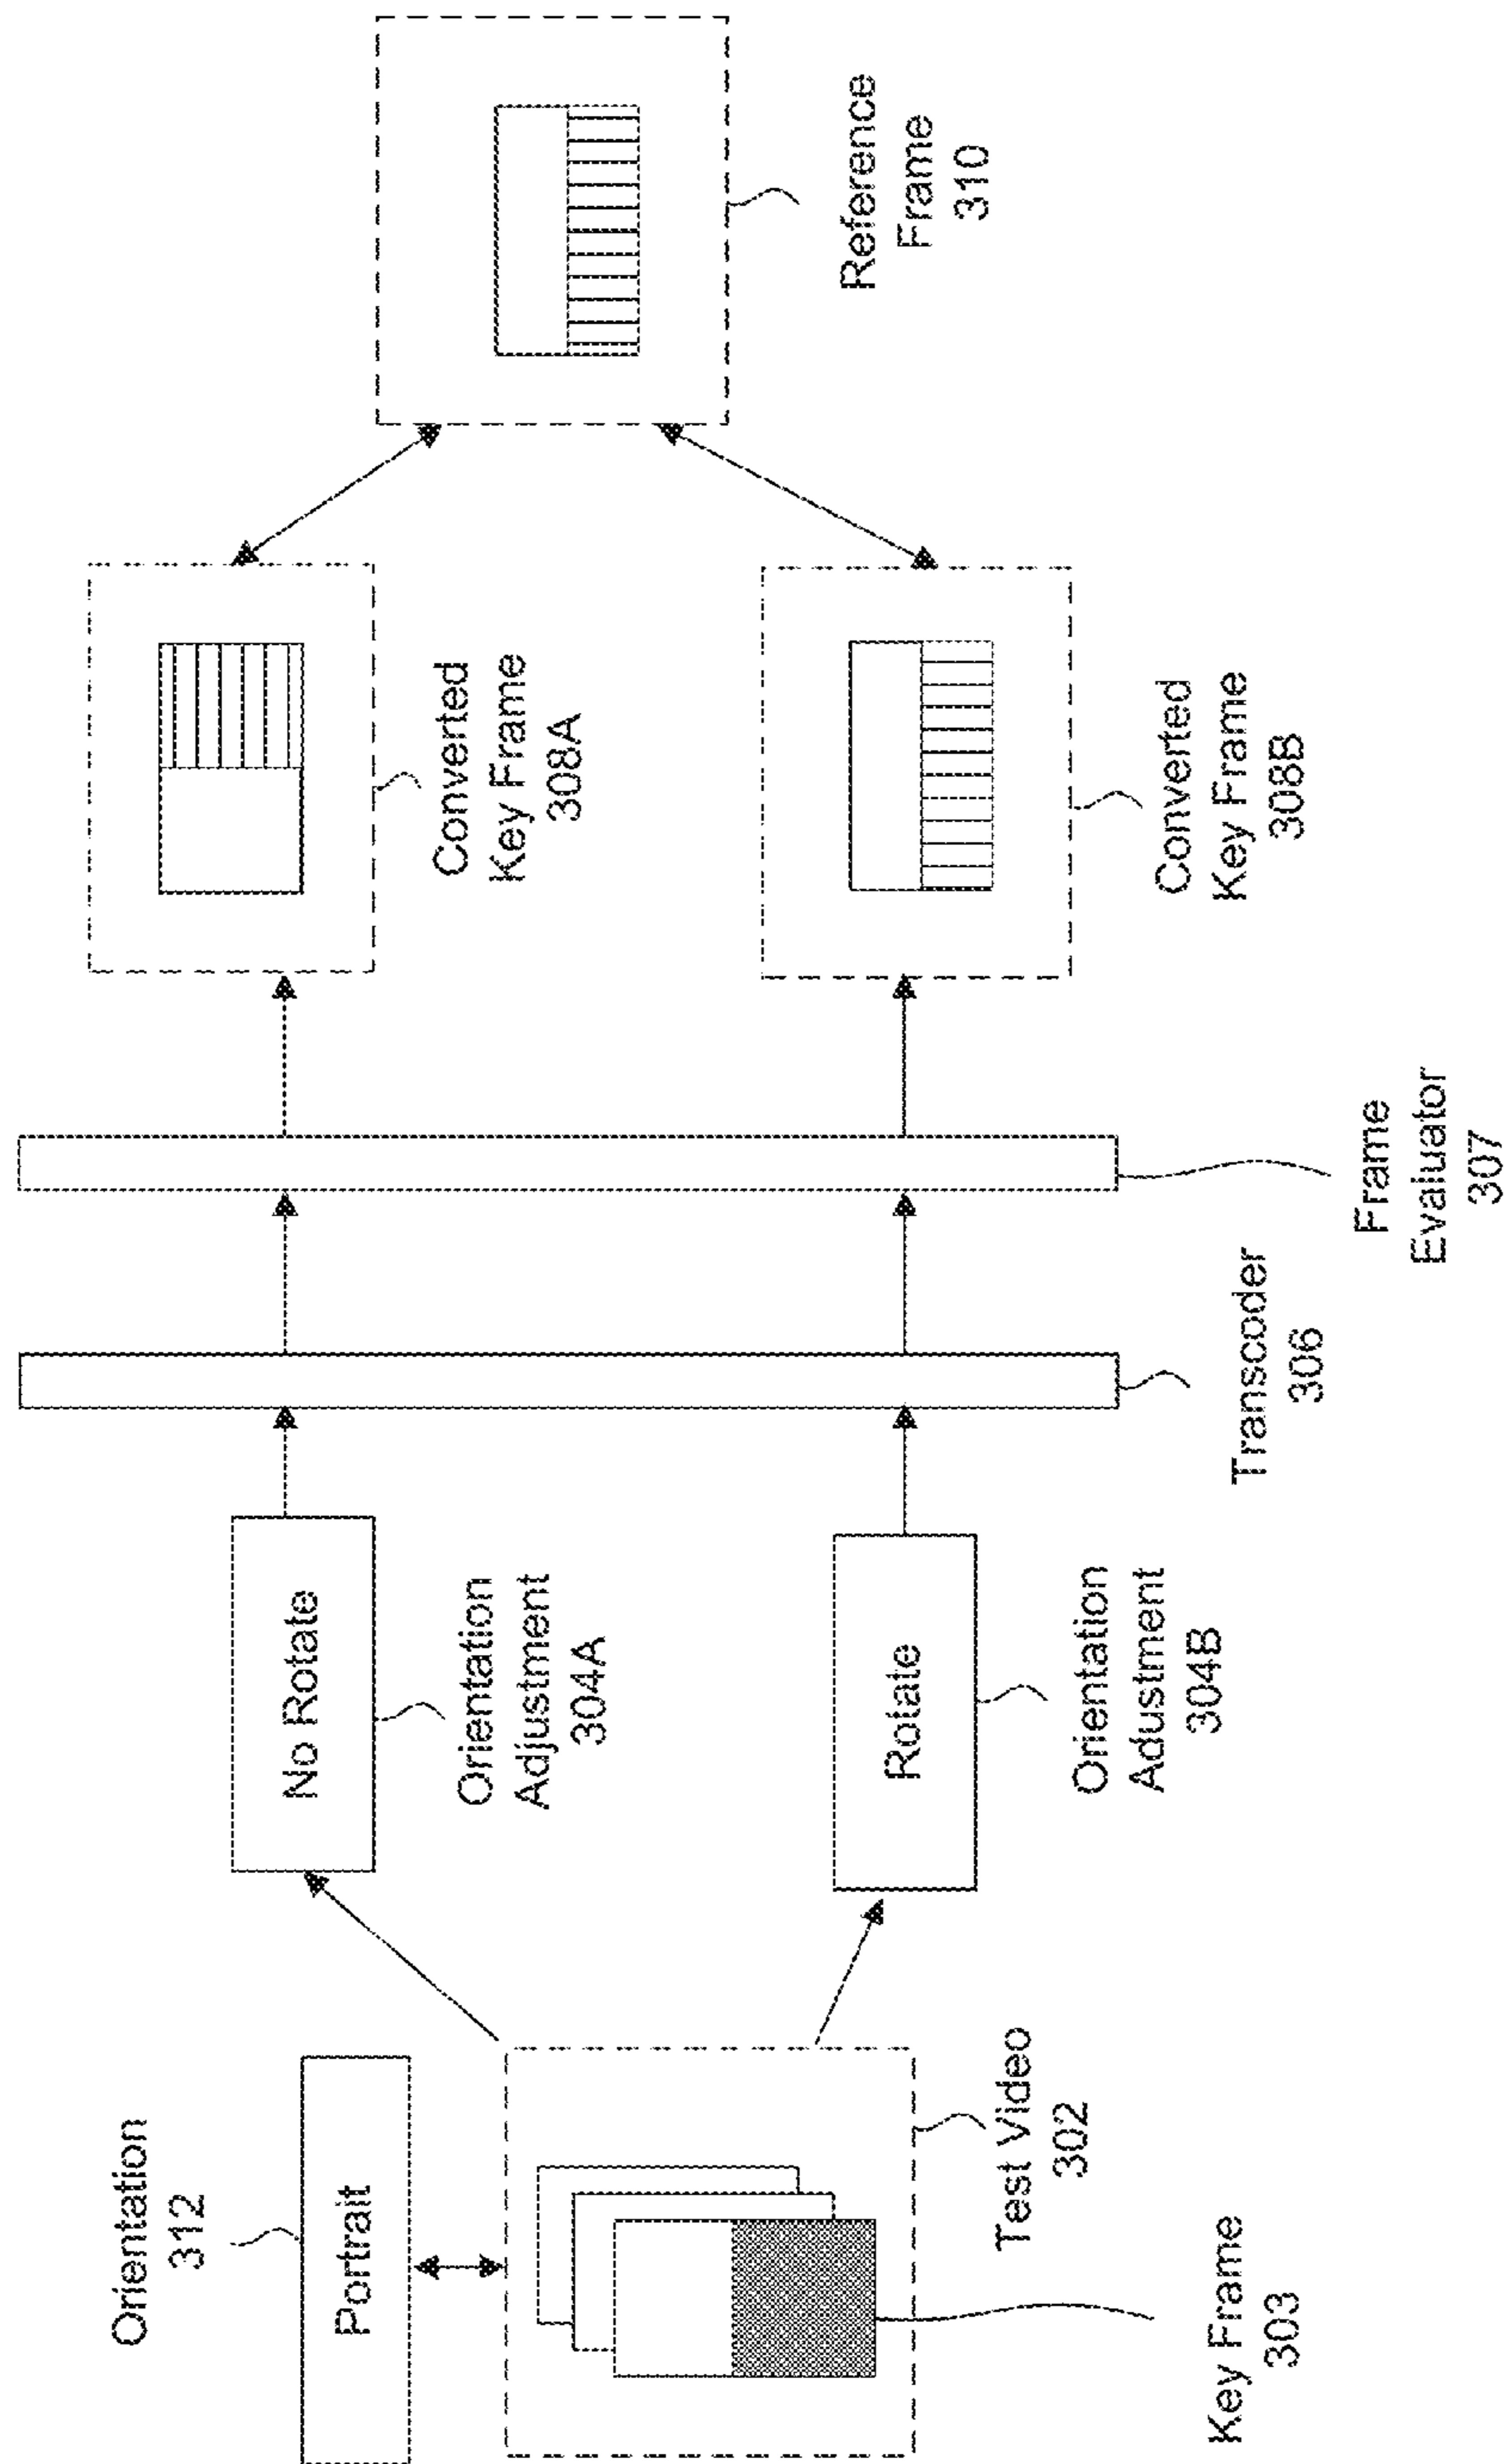 Orientation
312
Portrait
Test Video
302
Key Frame
303
No Rotate
Orientation
Adjustment
304A
Rotate
Orientation
Adustment
304B
Transcoder
306
Frame
Evaluator
307
Converted
Key Frame
308A
Converted
Key Frame
308B
Reference
Frame
310